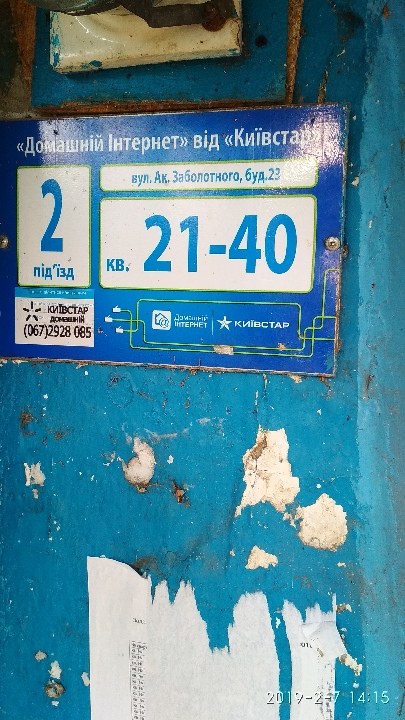 «Домашній Інтернет» від «Київстар»
вул. Ак. Заболотного, буд.23
2
під'їзд
кв. 21-40
КИЇВСТАР
ДОМАШНІЙ
(067)2928 085
Домашній
ІНТЕРНЕТ
КИЇВСТАР
2019-2-7 14:15